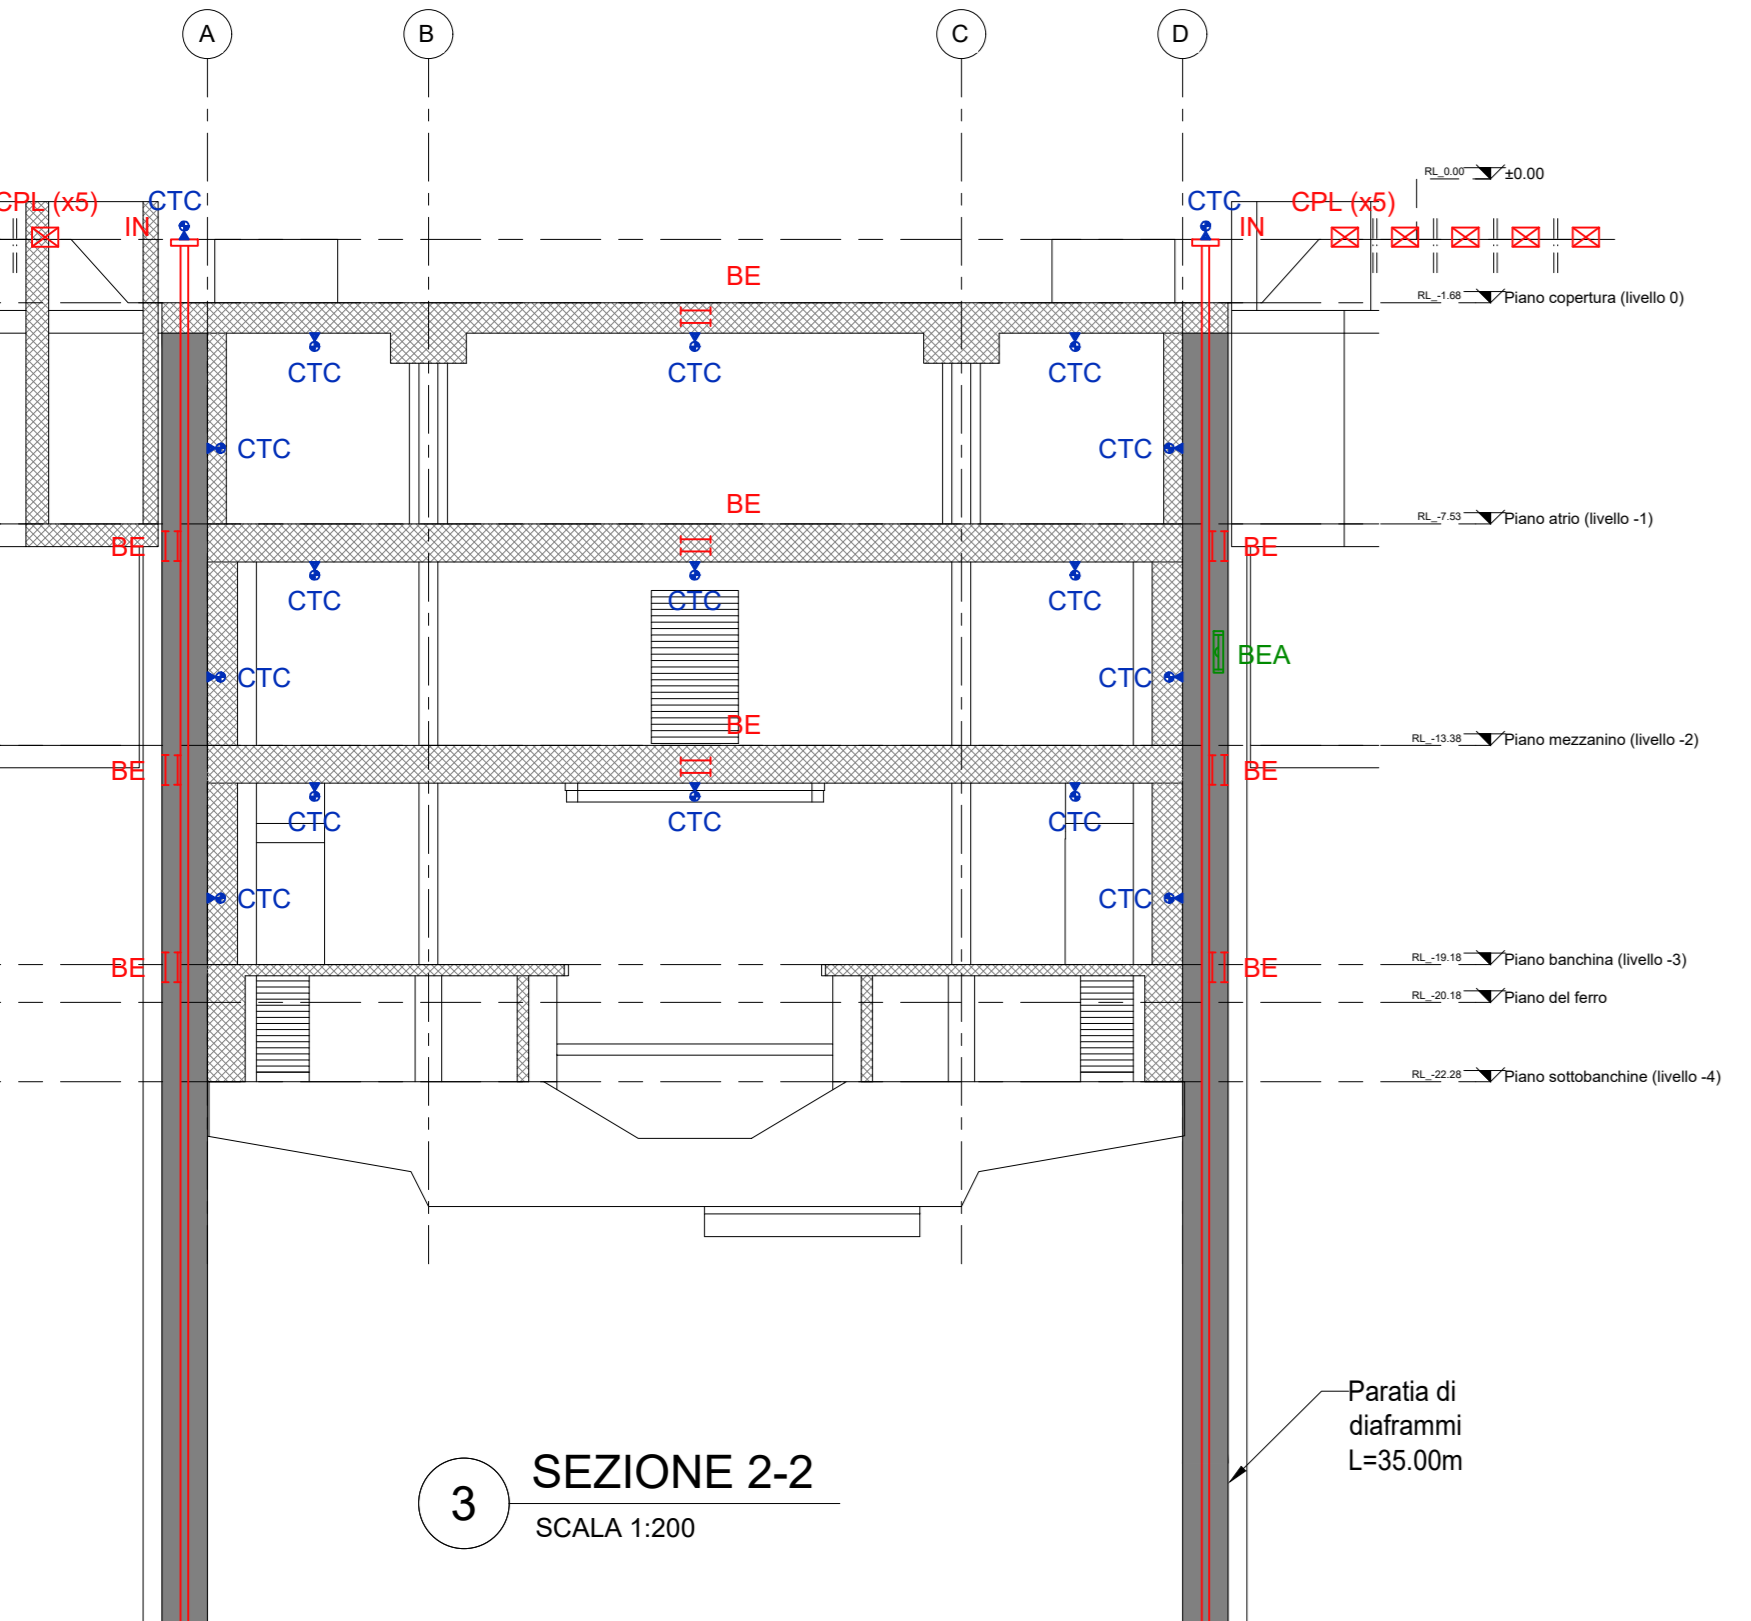 A
B
C
D
RL_0.00
±0.00
CPL (x5)
CTC
IN
CTC
IN
CPL (x5)
BE
RL_-1.68
Piano copertura (livello 0)
CTC
CTC
CTC
CTC
CTC
BE
RL_-7.53
Piano atrio (livello -1)
BE
BE
CTC
CTC
CTC
BEA
CTC
CTC
BE
RL_-13.38
Piano mezzanino (livello -2)
BE
BE
CTC
CTC
CTC
CTC
CTC
RL_-19.18
Piano banchina (livello -3)
BE
BE
RL_-20.18
Piano del ferro
RL_-22.28
Piano sottobanchine (livello -4)
Paratia di
diaframmi
L=35.00m
3
SEZIONE 2-2
SCALA 1:200